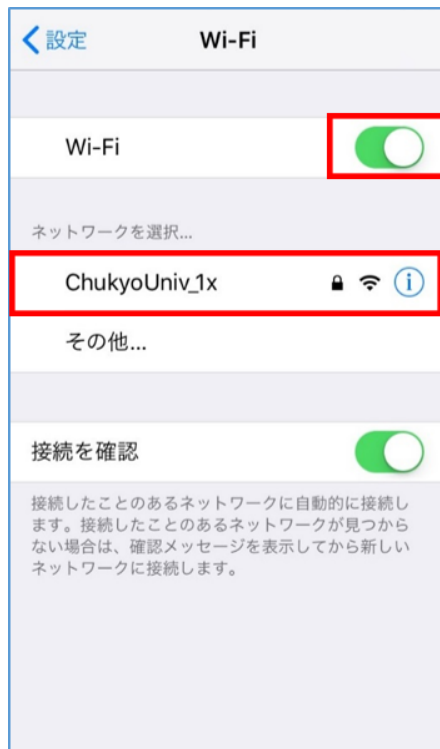 設定 Wi-Fi
Wi-Fi
ネットワークを選択...
ChukyoUniv_1x
その他...
接続を確認
接続したことのあるネットワークに自動的に接続し
ます。接続したことのあるネットワークが見つから
ない場合は、確認メッセージを表示してから新しい
ネットワークに接続します。